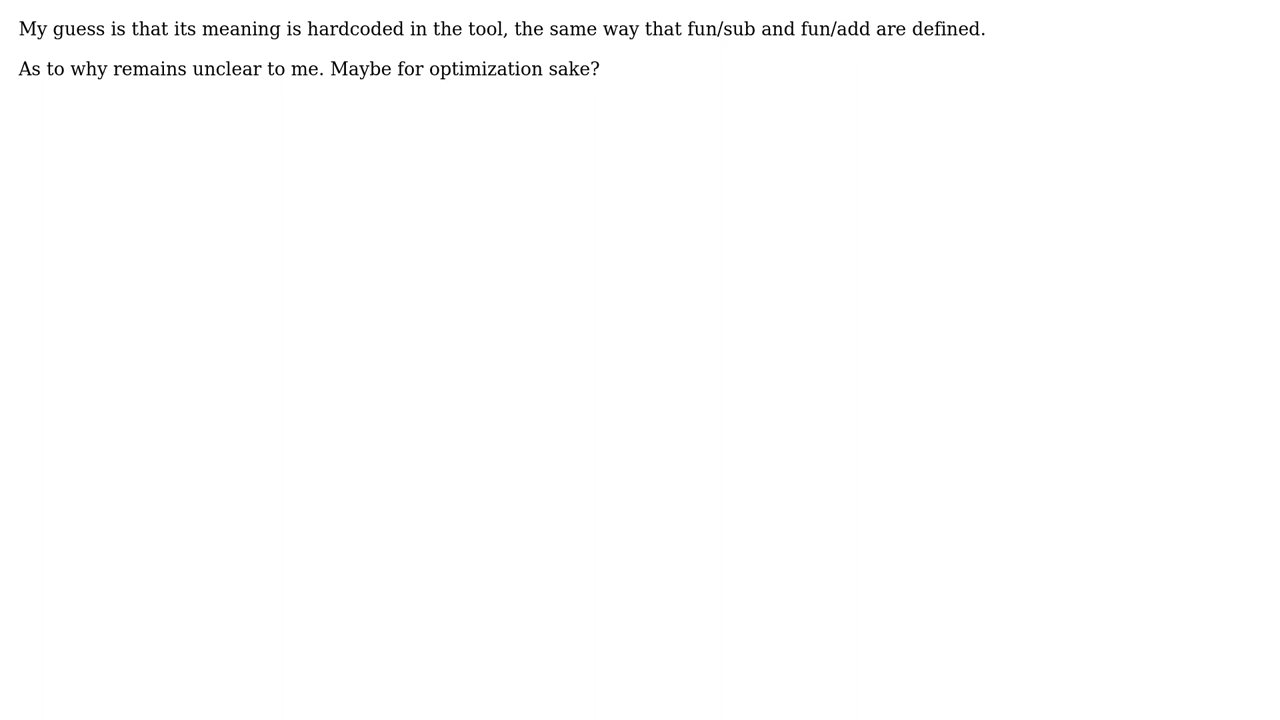 My guess is that its meaning is hardcoded in the tool, the same way that fun/sub and fun/add are defined.
As to why remains unclear to me. Maybe for optimization sake?